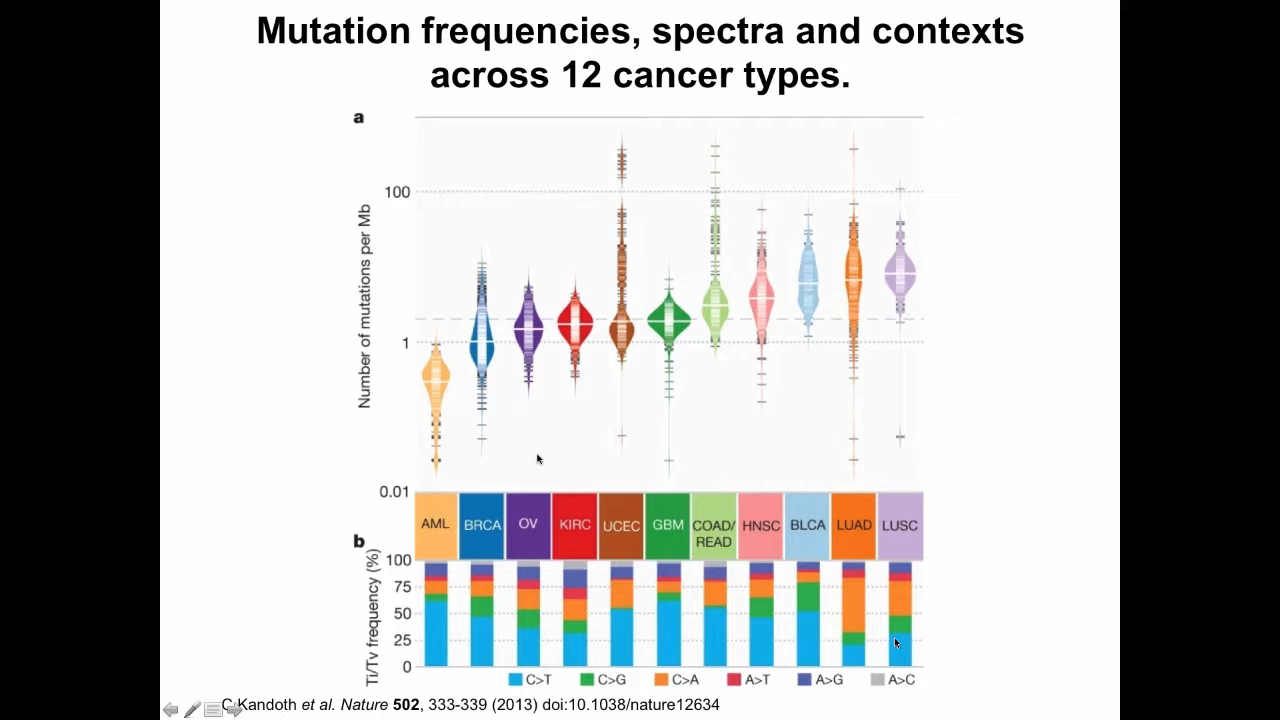 Mutation frequencies, spectra and contexts
across 12 cancer types.
a
100
Number of mutations per Mb
1
0.01
AML BRCA OV KIRC UCEC GBM COAD/READ HNSC BLCA LUAD LUSC
b
100
75
50
25
0
Ti/Tv frequency (%)
C>T C>G C>A A>T A>G A>C
C Kandoth et al. Nature 502, 333-339 (2013) doi:10.1038/nature12634